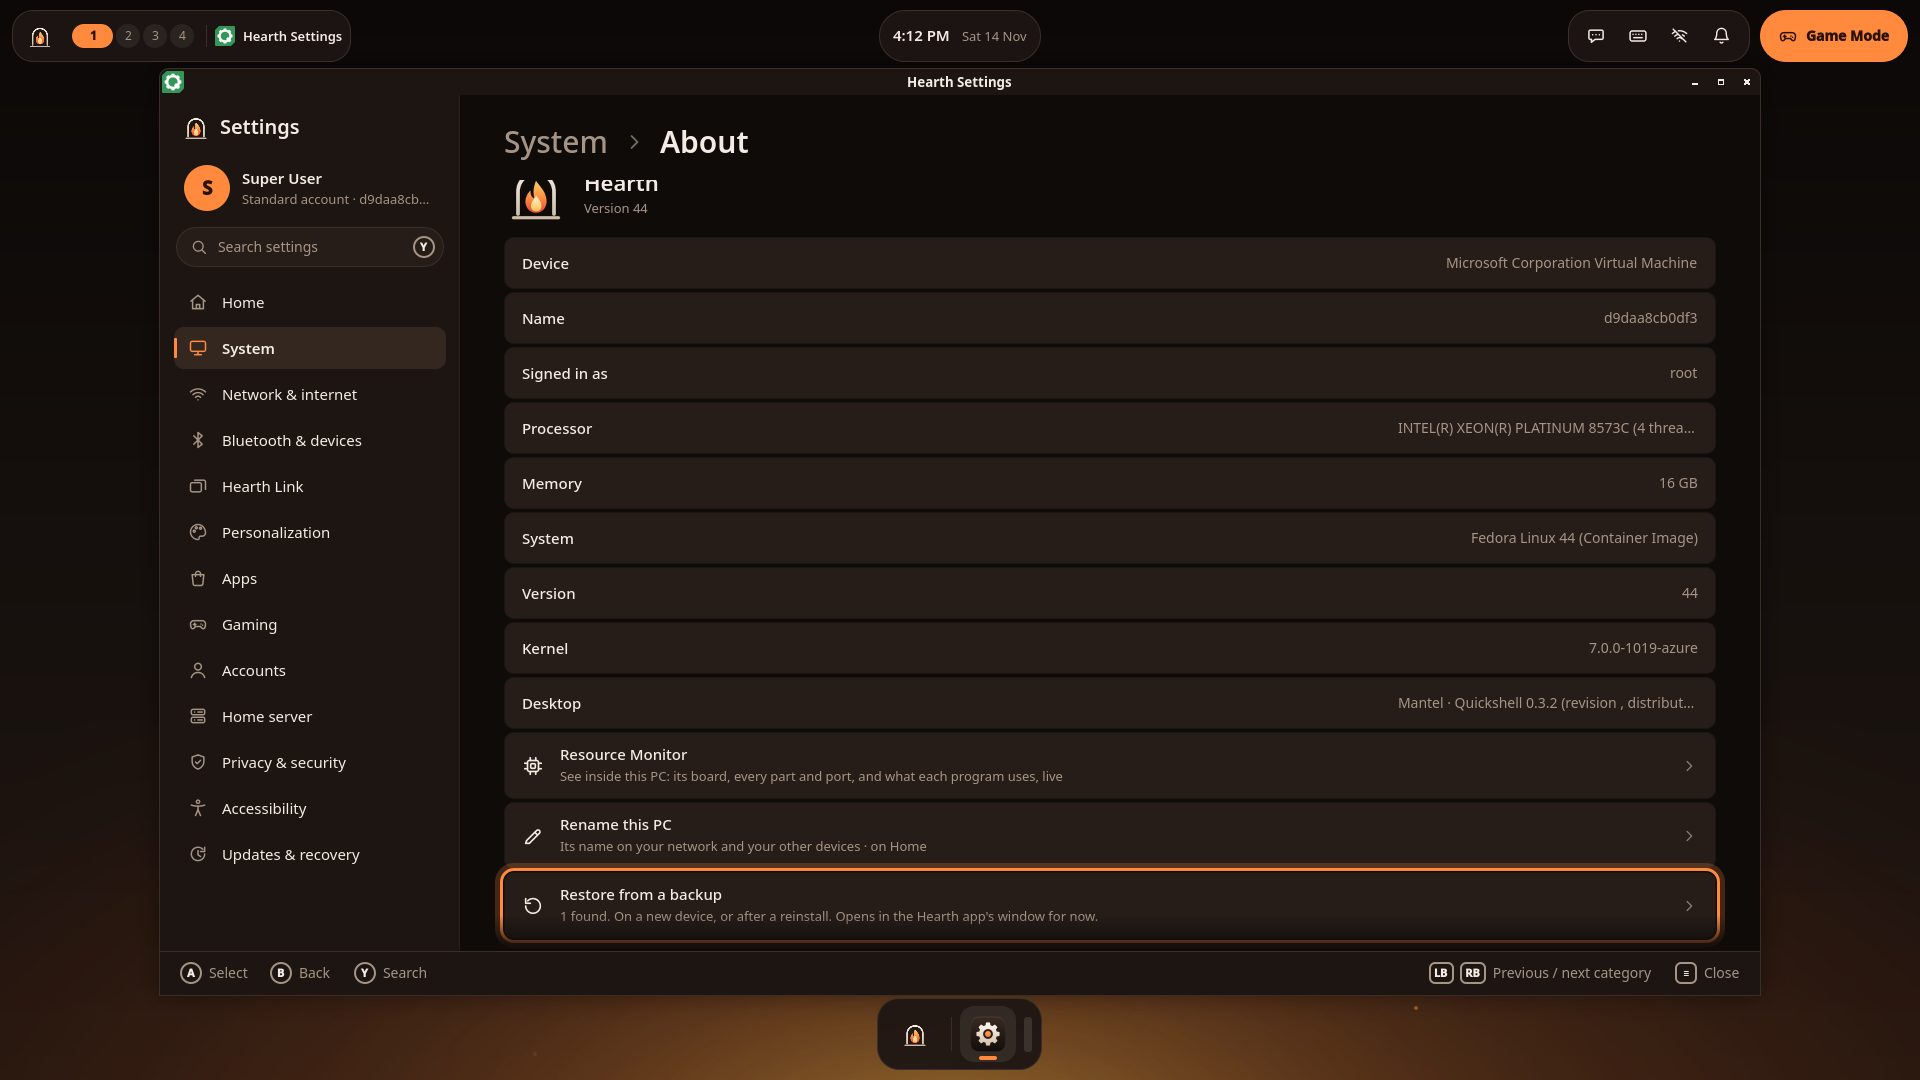 1 2 3 4 Hearth Settings
4:12 PM Sat 14 Nov
Game Mode
Hearth Settings
Settings
S
Super User
Standard account · d9daa8cb…
Search settings Y
Home
System
Network & internet
Bluetooth & devices
Hearth Link
Personalization
Apps
Gaming
Accounts
Home server
Privacy & security
Accessibility
Updates & recovery
System > About
Hearth
Version 44
Device Microsoft Corporation Virtual Machine
Name d9daa8cb0df3
Signed in as root
Processor INTEL(R) XEON(R) PLATINUM 8573C (4 threa…
Memory 16 GB
System Fedora Linux 44 (Container Image)
Version 44
Kernel 7.0.0-1019-azure
Desktop Mantel · Quickshell 0.3.2 (revision , distribut…
Resource Monitor
See inside this PC: its board, every part and port, and what each program uses, live
Rename this PC
Its name on your network and your other devices · on Home
Restore from a backup
1 found. On a new device, or after a reinstall. Opens in the Hearth app's window for now.
A Select B Back Y Search
LB RB Previous / next category ≡ Close